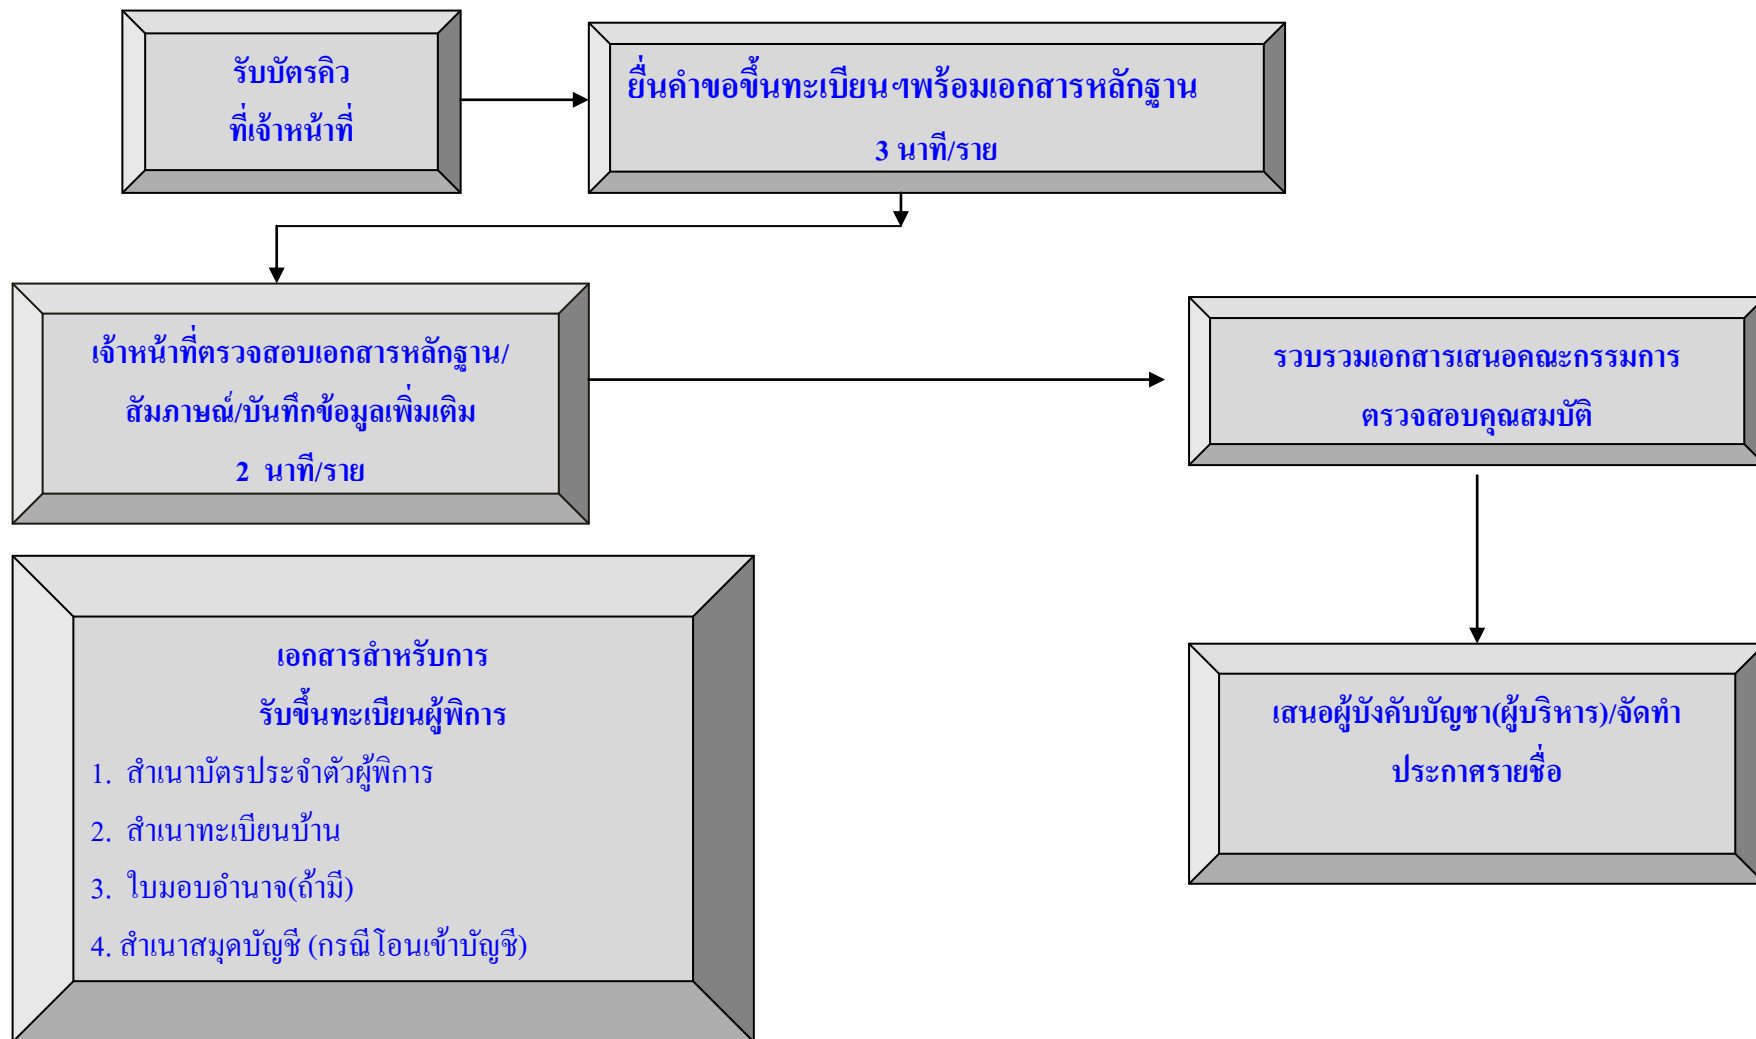 รับบัตรคิว
ที่เจ้าหน้าที่
ยื่นคำขอขึ้นทะเบียนฯพร้อมเอกสารหลักฐาน
3 นาที/ราย
เจ้าหน้าที่ตรวจสอบเอกสารหลักฐาน/
สัมภาษณ์/บันทึกข้อมูลเพิ่มเติม
2 นาที/ราย
รวบรวมเอกสารเสนอคณะกรรมการ
ตรวจสอบคุณสมบัติ
เสนอผู้บังคับบัญชา(ผู้บริหาร)/จัดทำ
ประกาศรายชื่อ
เอกสารสำหรับการ
รับขึ้นทะเบียนผู้พิการ
1. สำเนาบัตรประจำตัวผู้พิการ
2. สำเนาทะเบียนบ้าน
3. ใบมอบอำนาจ(ถ้ามี)
4. สำเนาสมุดบัญชี (กรณีโอนเข้าบัญชี)